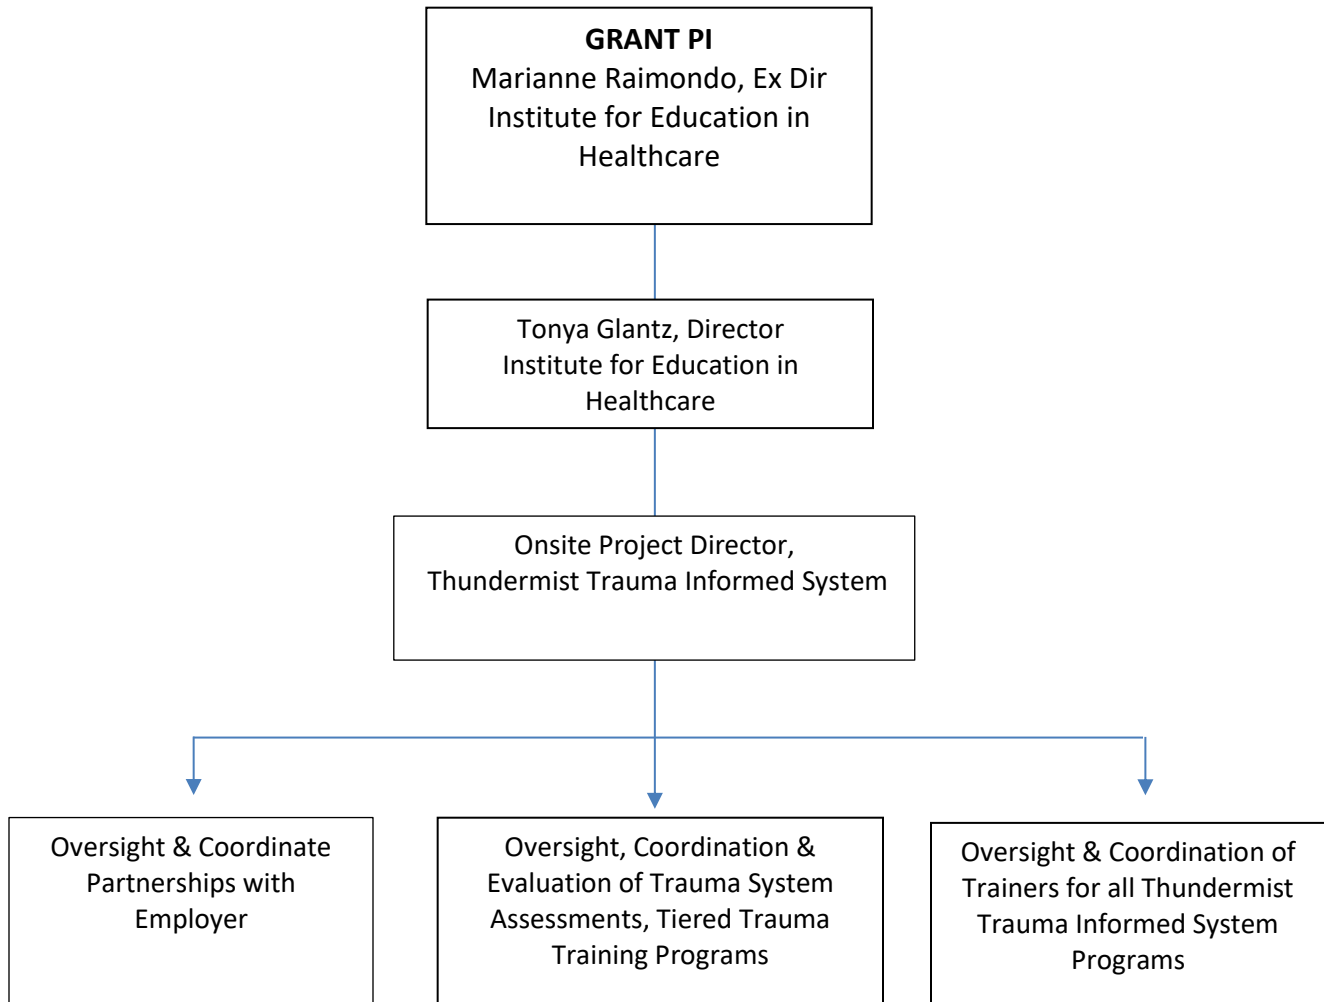 GRANT PI
Marianne Raimondo, Ex Dir
Institute for Education in
Healthcare
Tonya Glantz, Director
Institute for Education in
Healthcare
Onsite Project Director,
Thundermist Trauma Informed System
Oversight & Coordinate
Partnerships with
Employer
Oversight, Coordination &
Evaluation of Trauma System
Assessments, Tiered Trauma
Training Programs
Oversight & Coordination of
Trainers for all Thundermist
Trauma Informed System
Programs